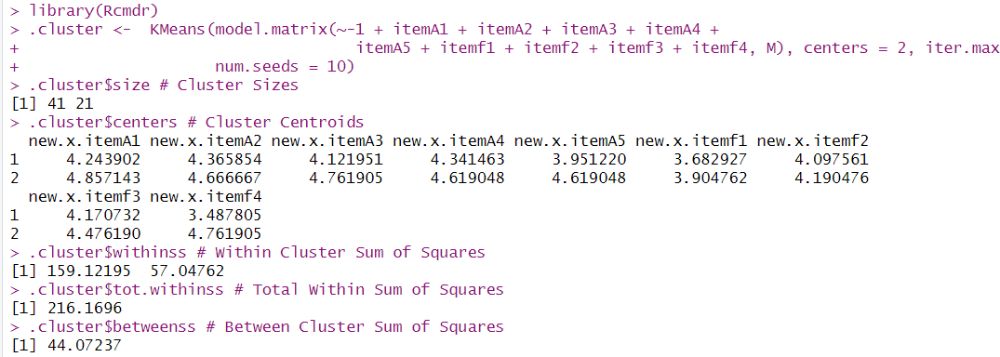 > library(Rcmdr)
> .cluster <-  KMeans(model.matrix(~-1 + itemA1 + itemA2 + itemA3 + itemA4 +
+                                    itemA5 + itemf1 + itemf2 + itemf3 + itemf4, M), centers = 2, iter.max
+                     num.seeds = 10)
> .cluster$size # Cluster Sizes
[1] 41 21
> .cluster$centers # Cluster Centroids
  new.x.itemA1 new.x.itemA2 new.x.itemA3 new.x.itemA4 new.x.itemA5 new.x.itemf1 new.x.itemf2
1     4.243902     4.365854     4.121951     4.341463     3.951220     3.682927     4.097561
2     4.857143     4.666667     4.761905     4.619048     4.619048     3.904762     4.190476
  new.x.itemf3 new.x.itemf4
1     4.170732     3.487805
2     4.476190     4.761905
> .cluster$withinss # Within Cluster Sum of Squares
[1] 159.12195  57.04762
> .cluster$tot.withinss # Total Within Sum of Squares
[1] 216.1696
> .cluster$betweenss # Between Cluster Sum of Squares
[1] 44.07237